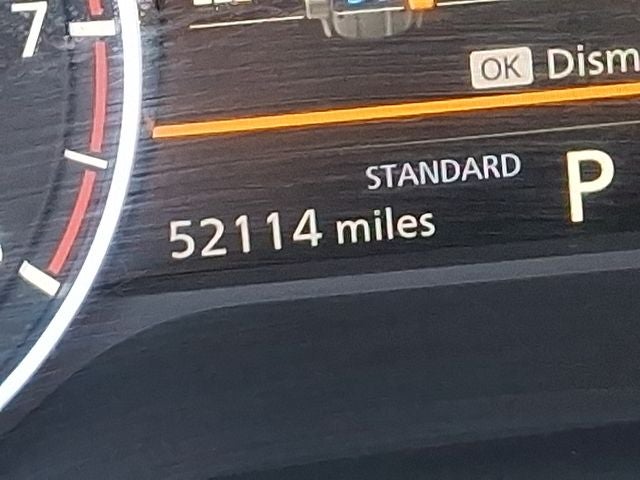 7
OK Dism
STANDARD
P
52114 miles